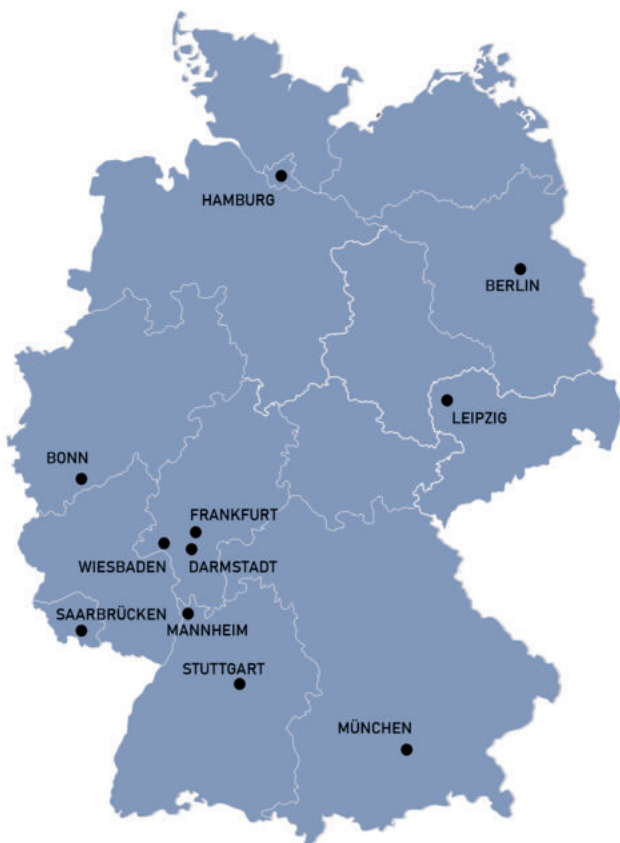 HAMBURG
BERLIN
LEIPZIG
BONN
FRANKFURT
WIESBADEN
DARMSTADT
SAARBRÜCKEN
MANNHEIM
STUTTGART
MÜNCHEN